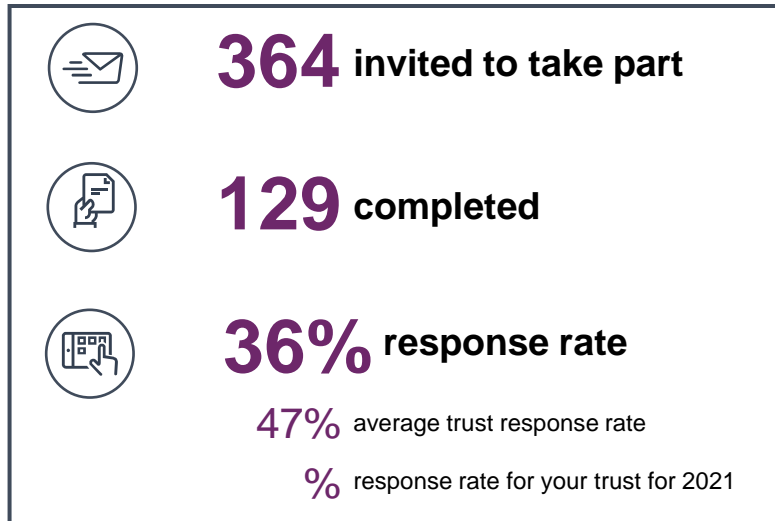 364 invited to take part
129 completed
36% response rate
47% average trust response rate
% response rate for your trust for 2021